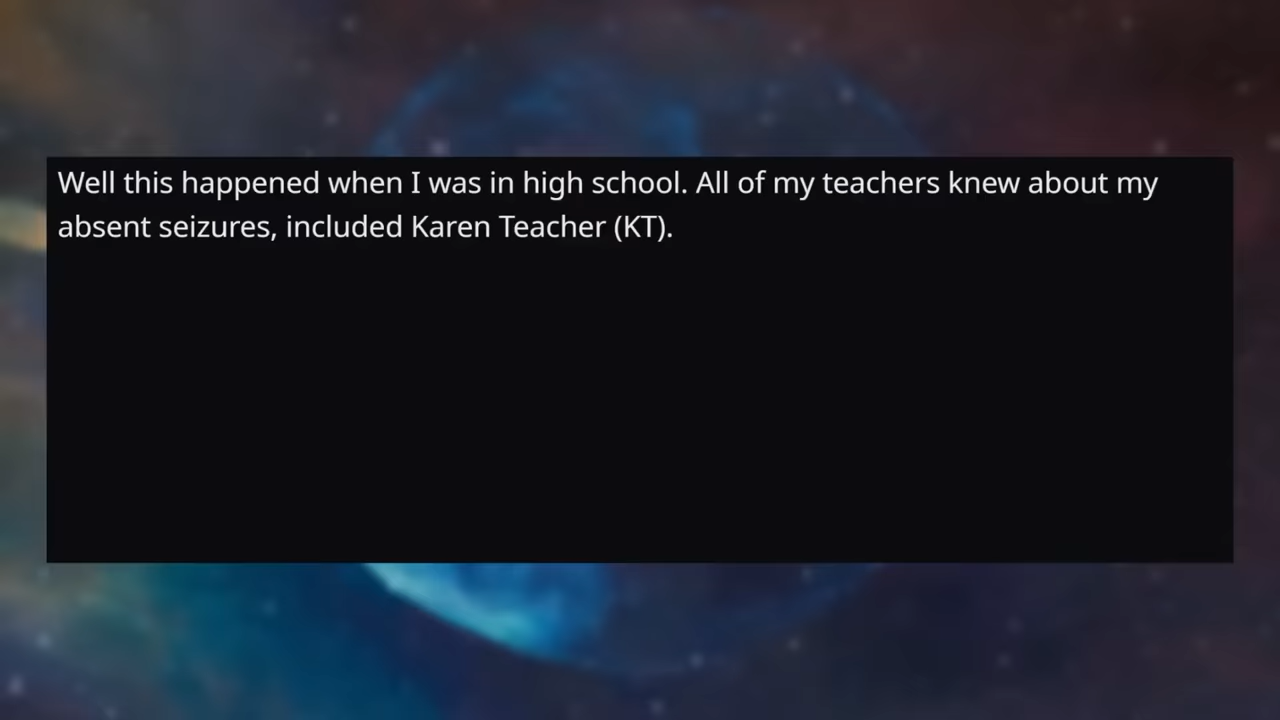 Well this happened when I was in high school. All of my teachers knew about my
absent seizures, included Karen Teacher (KT).